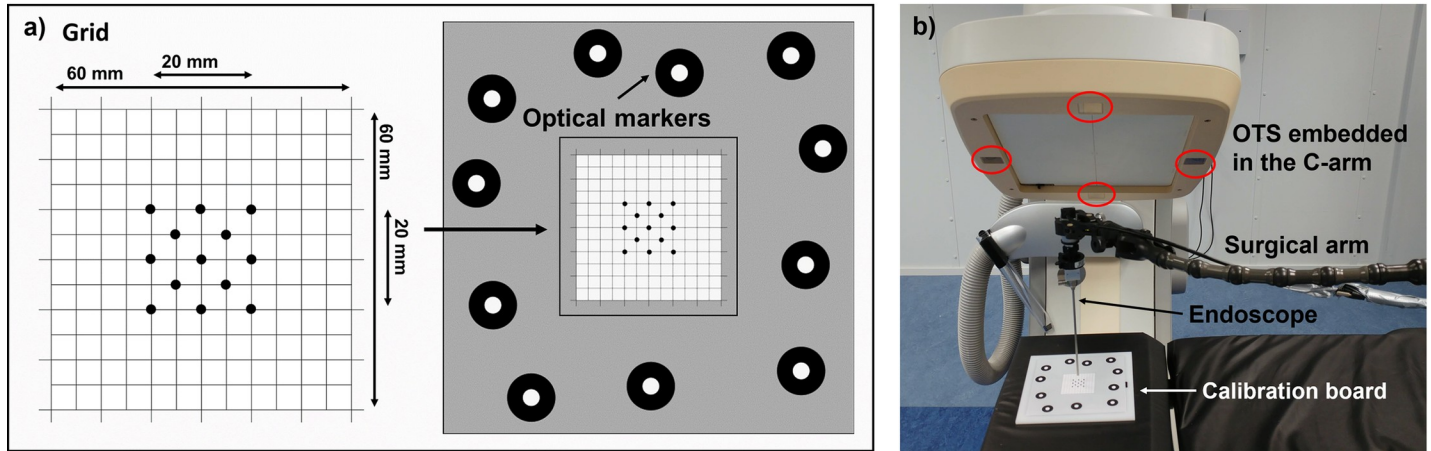 a)
Grid
20 mm
60 mm
60 mm
20 mm
Optical markers
b)
OTS embedded
in the C-arm
Surgical arm
Endoscope
Calibration board